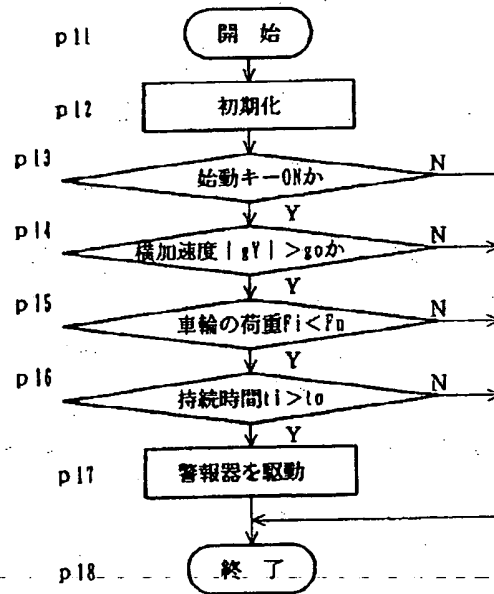 p11 開始
p12 初期化
p13 始動キーONか N
Y
p14 横加速度|gY|>goか N
Y
p15 車輪の荷重Fi<Fn N
Y
p16 持続時間ti>to N
Y
p17 警報器を駆動
p18 終了